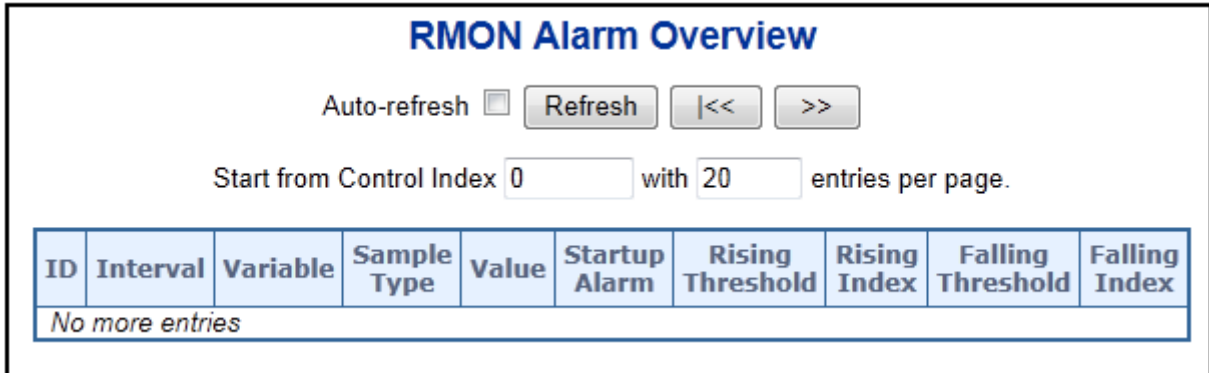 RMON Alarm Overview
Auto-refresh Refresh |<< >>
Start from Control Index 0 with 20 entries per page.
ID Interval Variable Sample Type Value Startup Alarm Rising Threshold Rising Index Falling Threshold Falling Index
No more entries